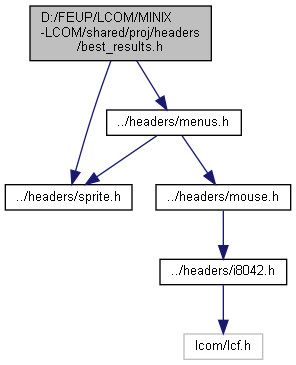 D:/FEUP/LCOM/MINIX
-LCOM/shared/proj/headers
/best_results.h
../headers/menus.h
../headers/sprite.h
../headers/mouse.h
../headers/i8042.h
lcom/lcf.h